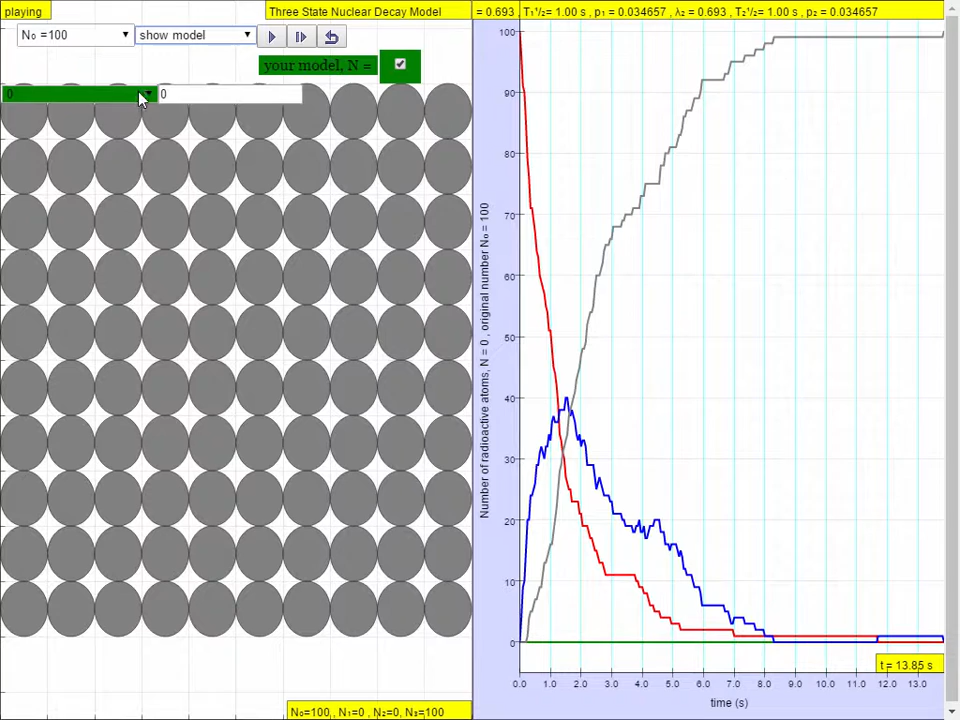 playing
Three State Nuclear Decay Model
= 0.693 , T₁¹/₂= 1.00 s , p₁ = 0.034657 , λ₂ = 0.693 , T₂¹/₂= 1.00 s , p₂ = 0.034657
N₀ =100
show model
your model, N =
0
0
100
90
80
70
60
50
40
30
20
10
0
Number of radioactive atoms, N = 0 , original number N₀ = 100
t = 13.85 s
0.0 1.0 2.0 3.0 4.0 5.0 6.0 7.0 8.0 9.0 10.0 11.0 12.0 13.0
time (s)
N₀=100,, N₁=0 , N₂=0, N₃=100